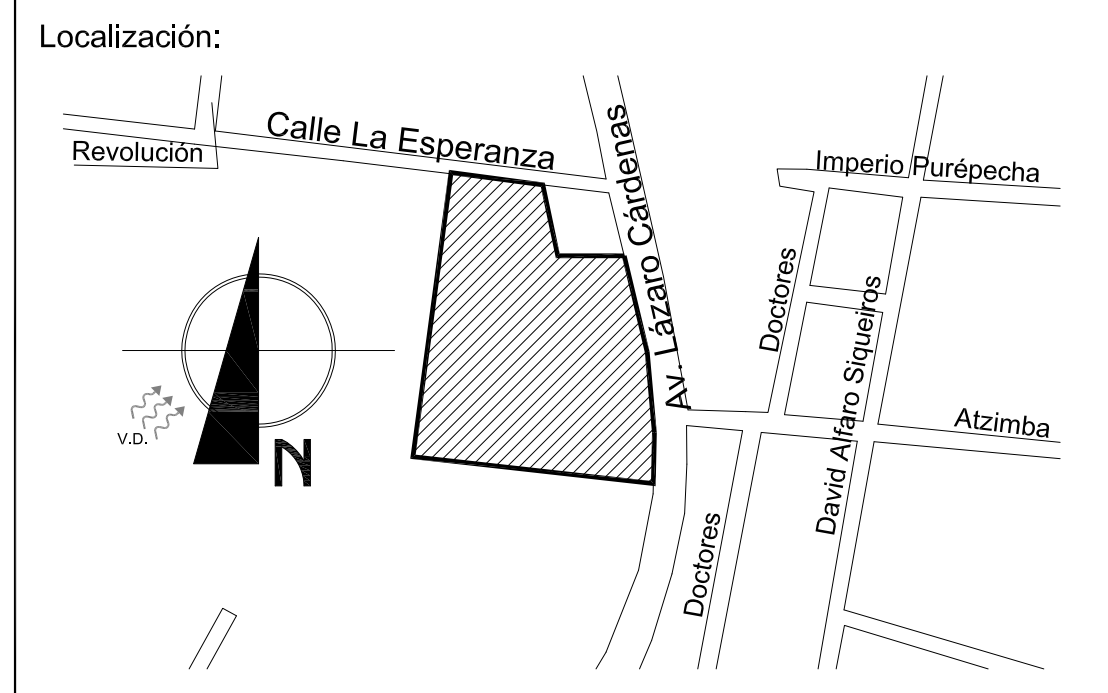 Localización:
Calle La Esperanza
Revolución
Av. Lázaro Cárdenas
Imperio Purépecha
Doctores
David Alfaro Siqueiros
Atzimba
V.D.
N
Doctores